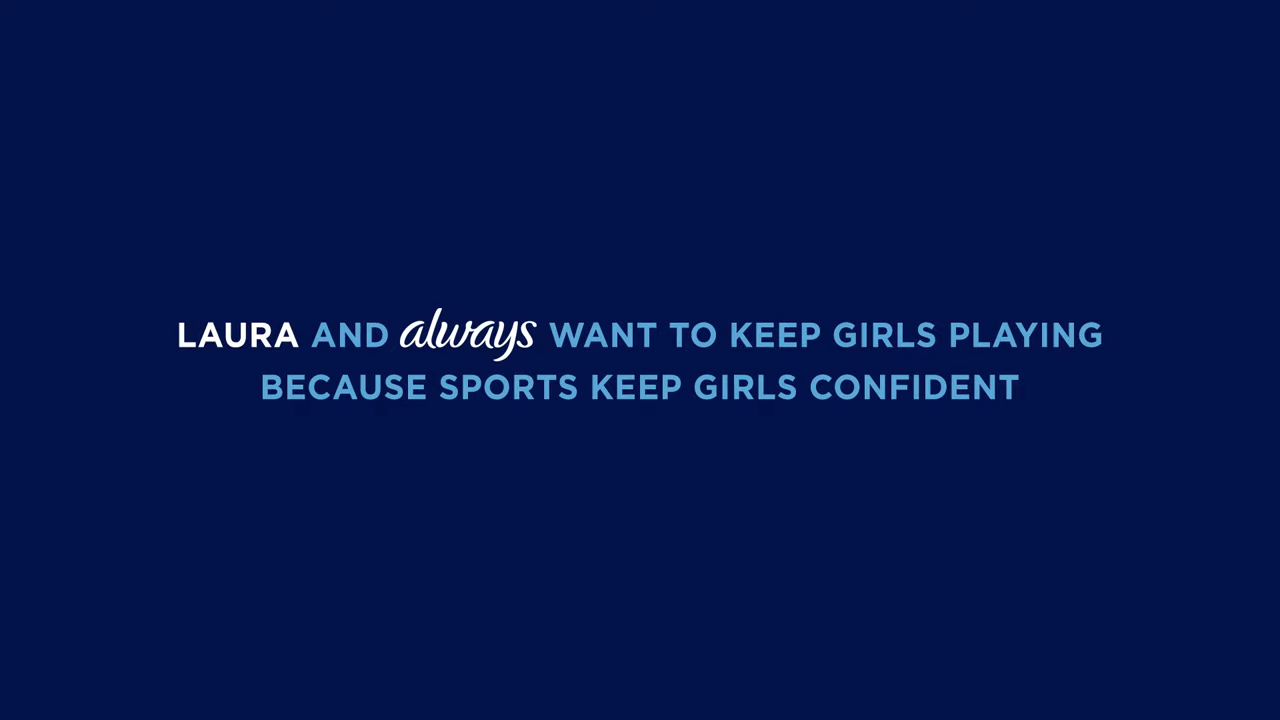 LAURA AND always WANT TO KEEP GIRLS PLAYING
BECAUSE SPORTS KEEP GIRLS CONFIDENT